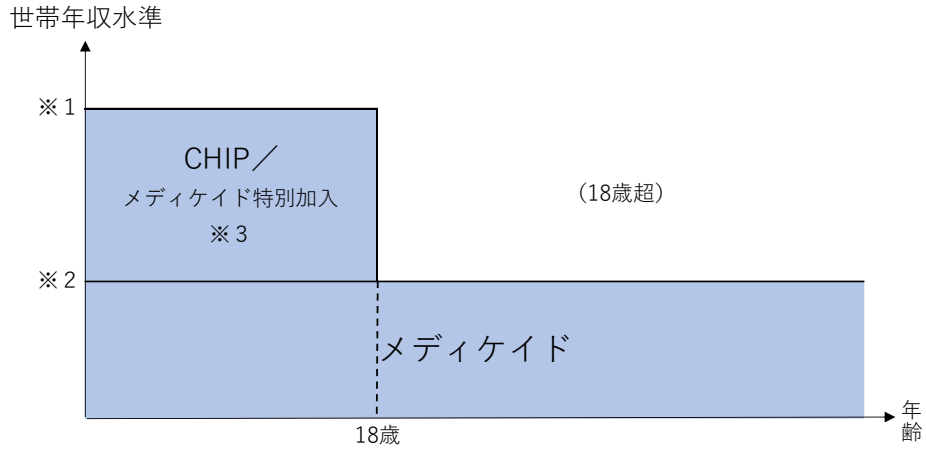 世帯年収水準
※1
CHIP／
メディケイド特別加入
※3
（18歳超）
※2
メディケイド
18歳
年
齢